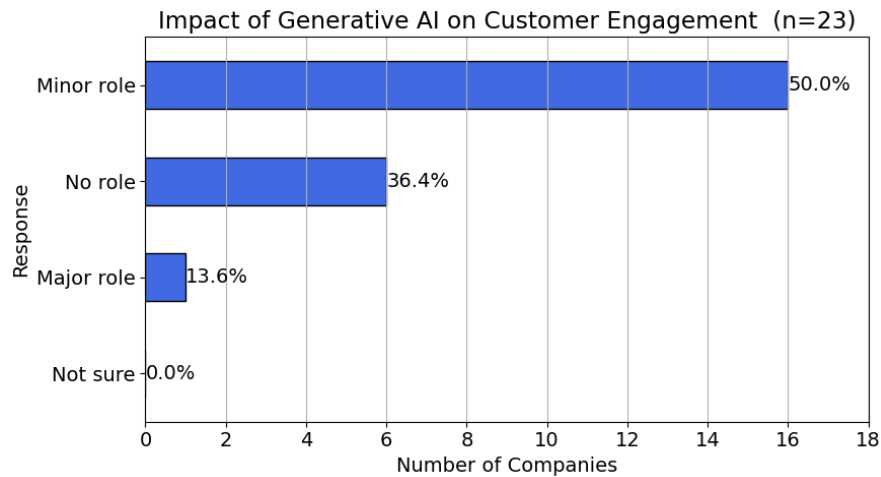 Impact of Generative AI on Customer Engagement  (n=23)
Response
Minor role
50.0%
No role
36.4%
Major role
13.6%
Not sure
0.0%
0 2 4 6 8 10 12 14 16 18
Number of Companies